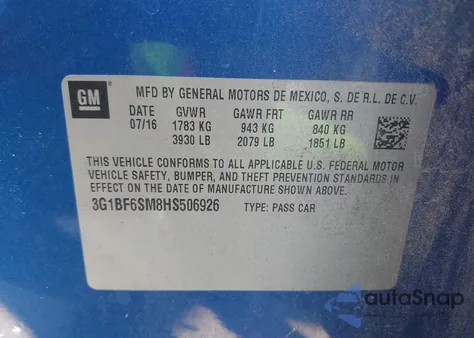 GM
MFD BY GENERAL MOTORS DE MEXICO, S. DE R.L. DE C.V.
DATE GVWR GAWR FRT GAWR RR
07/16 1783 KG 943 KG 840 KG
3930 LB 2079 LB 1851 LB
THIS VEHICLE CONFORMS TO ALL APPLICABLE U.S. FEDERAL MOTOR
VEHICLE SAFETY, BUMPER, AND THEFT PREVENTION STANDARDS IN
EFFECT ON THE DATE OF MANUFACTURE SHOWN ABOVE.
3G1BF6SM8HS506926 TYPE: PASS CAR
autoSnap